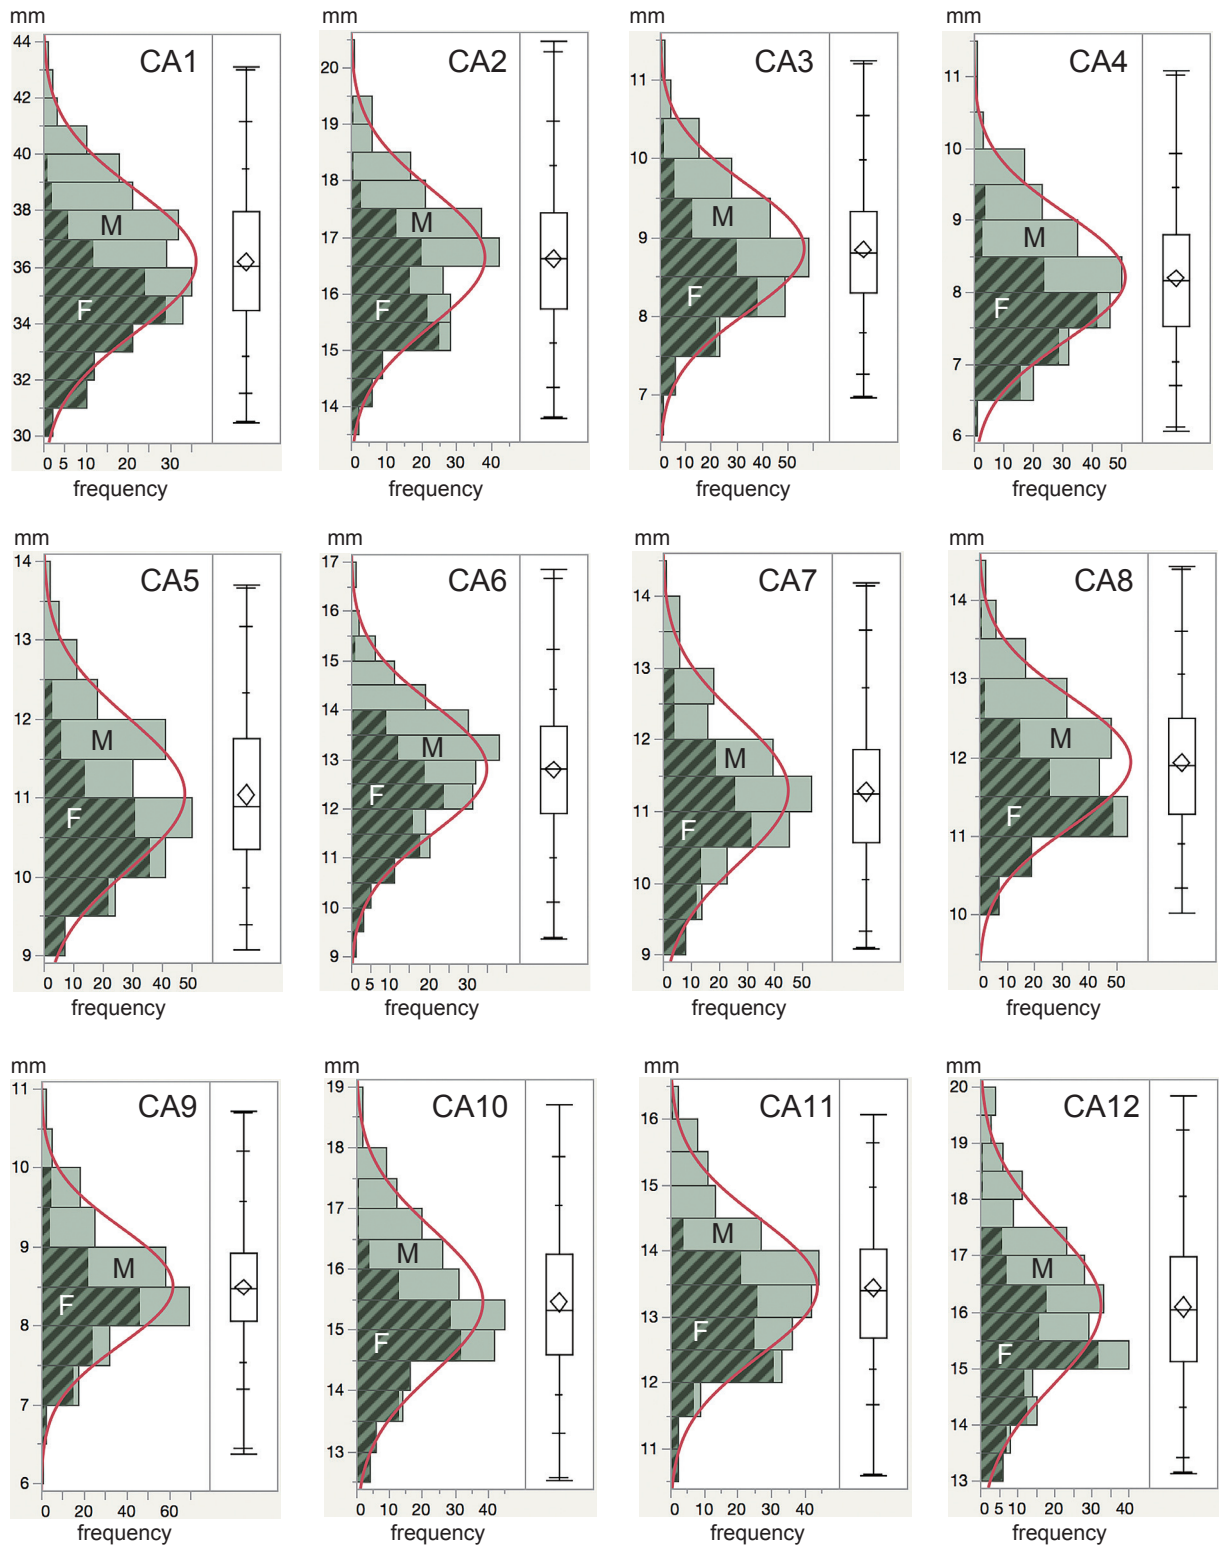 mm mm mm mm
CA1 CA2 CA3 CA4
44 42 40 38 36 34 32 30
M F
0 5 10 20 30
frequency
20 19 18 17 16 15 14
M F
0 10 20 30 40
frequency
11 10 9 8 7
M F
0 10 20 30 40 50
frequency
11 10 9 8 7 6
M F
0 10 20 30 40 50
frequency
mm mm mm mm
CA5 CA6 CA7 CA8
14 13 12 11 10 9
M F
0 10 20 30 40 50
frequency
17 16 15 14 13 12 11 10 9
M F
0 5 10 20 30
frequency
14 13 12 11 10 9
M F
0 10 20 30 40 50
frequency
14 13 12 11 10
M F
0 10 20 30 40 50
frequency
mm mm mm mm
CA9 CA10 CA11 CA12
11 10 9 8 7 6
M F
0 20 40 60
frequency
19 18 17 16 15 14 13
M F
0 10 20 30 40
frequency
16 15 14 13 12 11
M F
0 10 20 30 40
frequency
20 19 18 17 16 15 14 13
M F
0 5 10 20 30 40
frequency